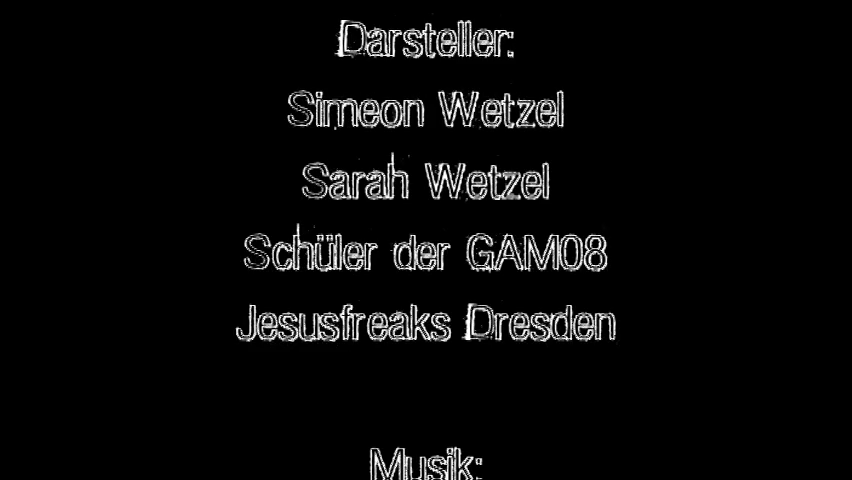 Darsteller:
Simeon Wetzel
Sarah Wetzel
Schüler der GAM08
Jesusfreaks Dresden
Musik: